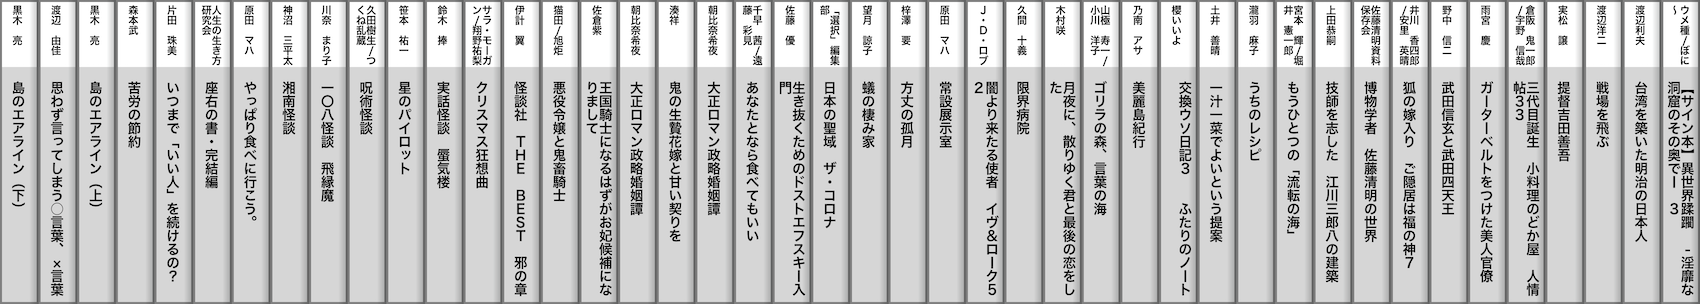 ウメ種/ぽに
~
【サイン本】異世界蹂躙 -淫靡な
洞窟のその奥でー 3
渡辺利夫
台湾を築いた明治の日本人
渡辺洋二
戦場を飛ぶ
実松 譲
提督吉田善吾
倉阪 鬼一郎
/宇野 信哉
三代目誕生 小料理のどか屋 人情
帖33
井川 香四郎
/安里 英晴
狐の嫁入り ご隠居は福の神7
野中 信二
武田信玄と武田四天王
雨宮 慶
ガーターベルトをつけた美人官僚
佐藤清明資料
保存会
博物学者 佐藤清明の世界
上田恭嗣
技師を志した 江川三郎八の建築
宮本 輝/堀
井 憲一郎
もうひとつの「流転の海」
瀧羽 麻子
うちのレシピ
土井 善晴
一汁一菜でよいという提案
櫻いいよ
交換ウソ日記3 ふたりのノート
乃南 アサ
美麗島紀行
山極 寿一/
小川 洋子
ゴリラの森、言葉の海
木村咲
月夜に、散りゆく君と最後の恋をし
た
久間 十義
限界病院
J・D・ロブ
闇より来たる使者 イヴ&ローク5
2
原田 マハ
常設展示室
梓澤 要
方丈の孤月
望月 諒子
蟻の棲み家
「選択」編集
部
日本の聖域 ザ・コロナ
佐藤 優
生き抜くためのドストエフスキー入
門
千早 茜/遠
藤 彩見
あなたとなら食べてもいい
朝比奈希夜
大正ロマン政略婚姻譚
湊祥
鬼の生贄花嫁と甘い契りを
朝比奈希夜
大正ロマン政略婚姻譚
佐倉紫
王国騎士になるはずがお妃候補にな
りまして
猫田/旭炬
悪役令嬢と鬼畜騎士
伊計 翼
怪談社 THE BEST 邪の章
サラ・モーガ
ン/翔野祐梨
クリスマス狂想曲
鈴木 捧
実話怪談 蜃気楼
笹本 祐一
星のパイロット
久田樹生/つ
くね乱蔵
呪術怪談
川奈 まり子
一〇八怪談 飛縁魔
神沼 三平太
湘南怪談
原田 マハ
やっぱり食べに行こう。
人生の生き方
研究会
座右の書・完結編
片田 珠美
いつまで「いい人」を続けるの?
森本武
苦労の節約
黒木 亮
島のエアライン(上)
渡辺 由佳
思わず言ってしまう◯言葉、×言葉
黒木 亮
島のエアライン(下)